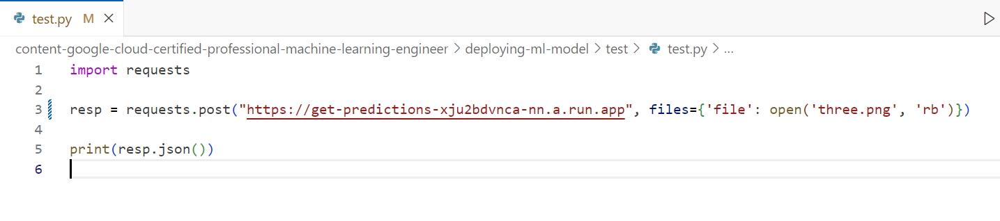 test.py M
content-google-cloud-certified-professional-machine-learning-engineer > deploying-ml-model > test > test.py > ...
1 import requests
2
3 resp = requests.post("https://get-predictions-xju2bdvnca-nn.a.run.app", files={'file': open('three.png', 'rb')})
4
5 print(resp.json())
6